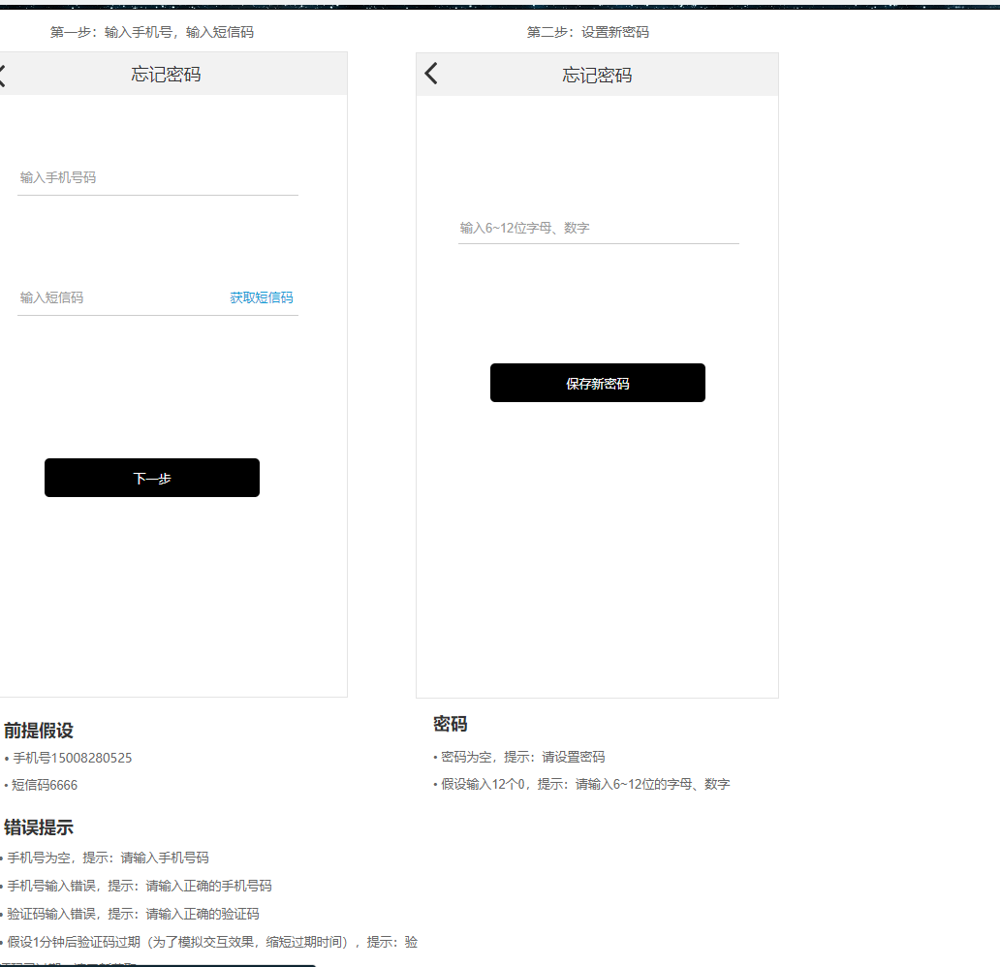 第一步：输入手机号，输入短信码
忘记密码
输入手机号码
输入短信码 获取短信码
下一步
前提假设
• 手机号15008280525
• 短信码6666
错误提示
• 手机号为空，提示：请输入手机号码
• 手机号输入错误，提示：请输入正确的手机号码
• 验证码输入错误，提示：请输入正确的验证码
• 假设1分钟后验证码过期（为了模拟交互效果，缩短过期时间），提示：验
第二步：设置新密码
忘记密码
输入6~12位字母、数字
保存新密码
密码
• 密码为空，提示：请设置密码
• 假设输入12个0，提示：请输入6~12位的字母、数字